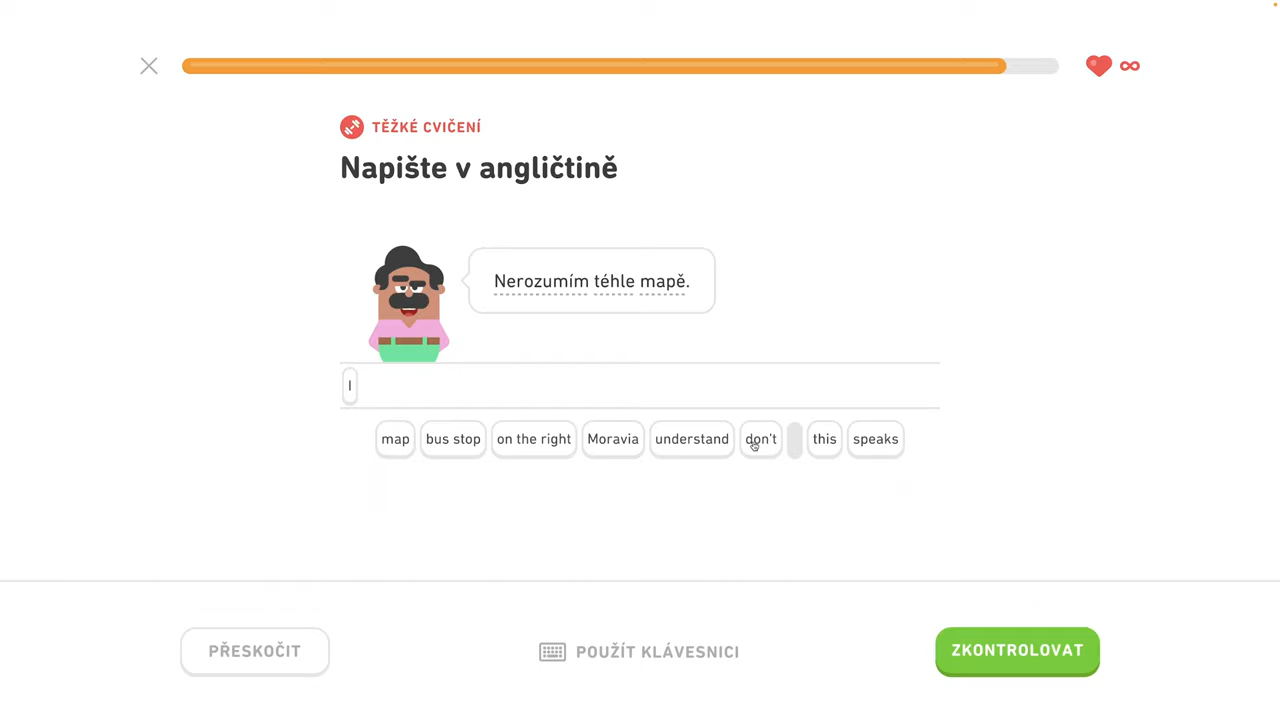 TĚŽKÉ CVIČENÍ
Napište v angličtině
Nerozumím téhle mapě.
I
map bus stop on the right Moravia understand don't this speaks
PŘESKOČIT POUŽÍT KLÁVESNICI ZKONTROLOVAT